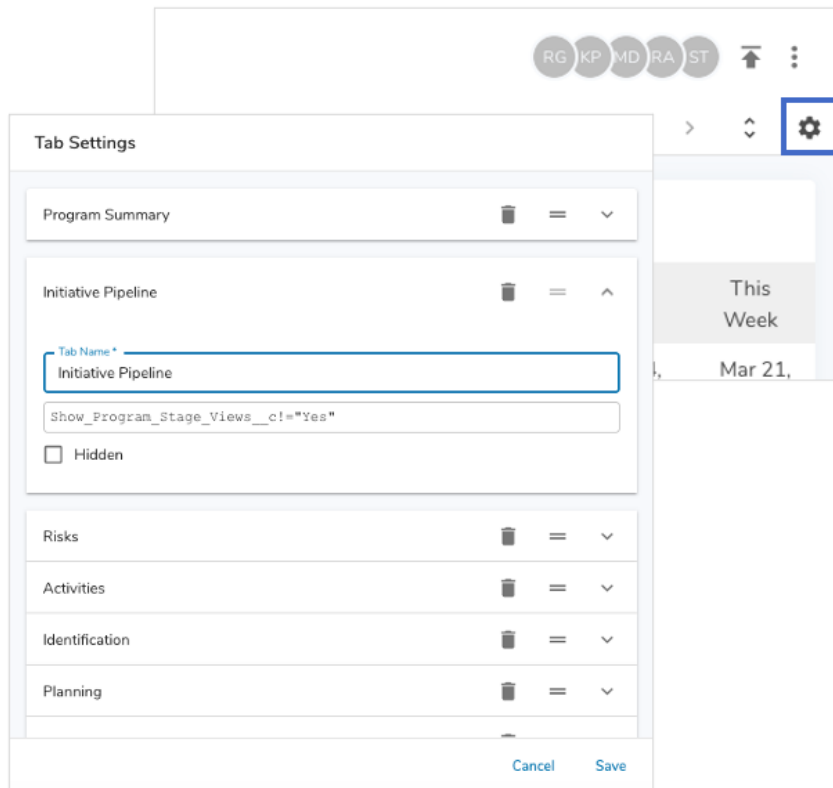 RG KP MD RA ST
Tab Settings
Program Summary
Initiative Pipeline
This
Week
Tab Name *
Initiative Pipeline
4, Mar 21,
Show_Program_Stage_Views__c!="Yes"
Hidden
Risks
Activities
Identification
Planning
Cancel Save